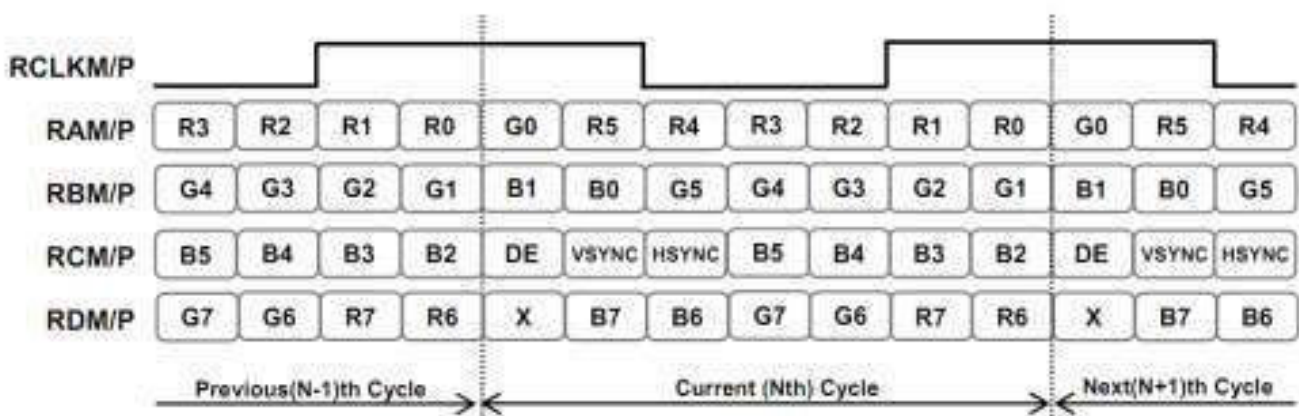 RCLKM/P
RAM/P R3 R2 R1 R0 G0 R5 R4 R3 R2 R1 R0 G0 R5 R4
RBM/P G4 G3 G2 G1 B1 B0 G5 G4 G3 G2 G1 B1 B0 G5
RCM/P B5 B4 B3 B2 DE VSYNC HSYNC B5 B4 B3 B2 DE VSYNC HSYNC
RDM/P G7 G6 R7 R6 X B7 B6 G7 G6 R7 R6 X B7 B6
Previous(N-1)th Cycle Current (Nth) Cycle Next(N+1)th Cycle